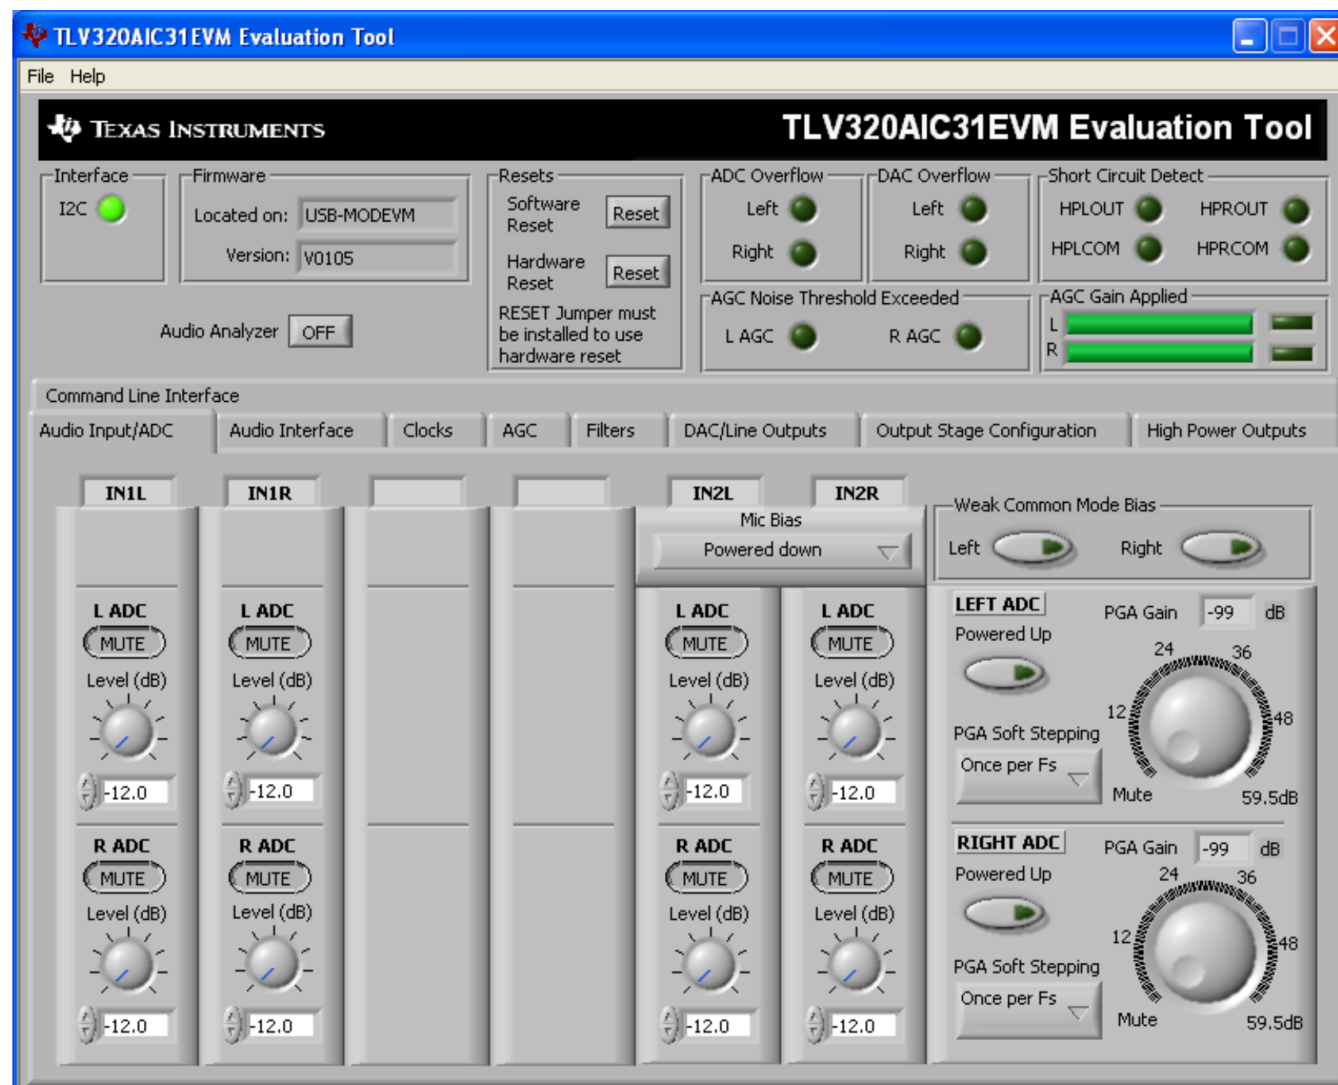 TLV320AIC31EVM Evaluation Tool
File Help
TEXAS INSTRUMENTS
TLV320AIC31EVM Evaluation Tool
Interface
I2C
Firmware
Located on: USB-MODEVM
Version: V0105
Audio Analyzer OFF
Resets
Software
Reset
Reset
Hardware
Reset
Reset
RESET Jumper must
be installed to use
hardware reset
ADC Overflow
Left
Right
DAC Overflow
Left
Right
Short Circuit Detect
HPLOUT HPROUT
HPLCOM HPRCOM
AGC Noise Threshold Exceeded
L AGC R AGC
AGC Gain Applied
L
R
Command Line Interface
Audio Input/ADC Audio Interface Clocks AGC Filters DAC/Line Outputs Output Stage Configuration High Power Outputs
IN1L IN1R IN2L IN2R
Mic Bias
Powered down
L ADC L ADC L ADC L ADC
MUTE MUTE MUTE MUTE
Level (dB) Level (dB) Level (dB) Level (dB)
-12.0 -12.0 -12.0 -12.0
R ADC R ADC R ADC R ADC
MUTE MUTE MUTE MUTE
Level (dB) Level (dB) Level (dB) Level (dB)
-12.0 -12.0 -12.0 -12.0
Weak Common Mode Bias
Left Right
LEFT ADC
PGA Gain -99 dB
Powered Up
24 36
12 48
PGA Soft Stepping
Once per Fs
Mute 59.5dB
RIGHT ADC
PGA Gain -99 dB
Powered Up
24 36
12 48
PGA Soft Stepping
Once per Fs
Mute 59.5dB